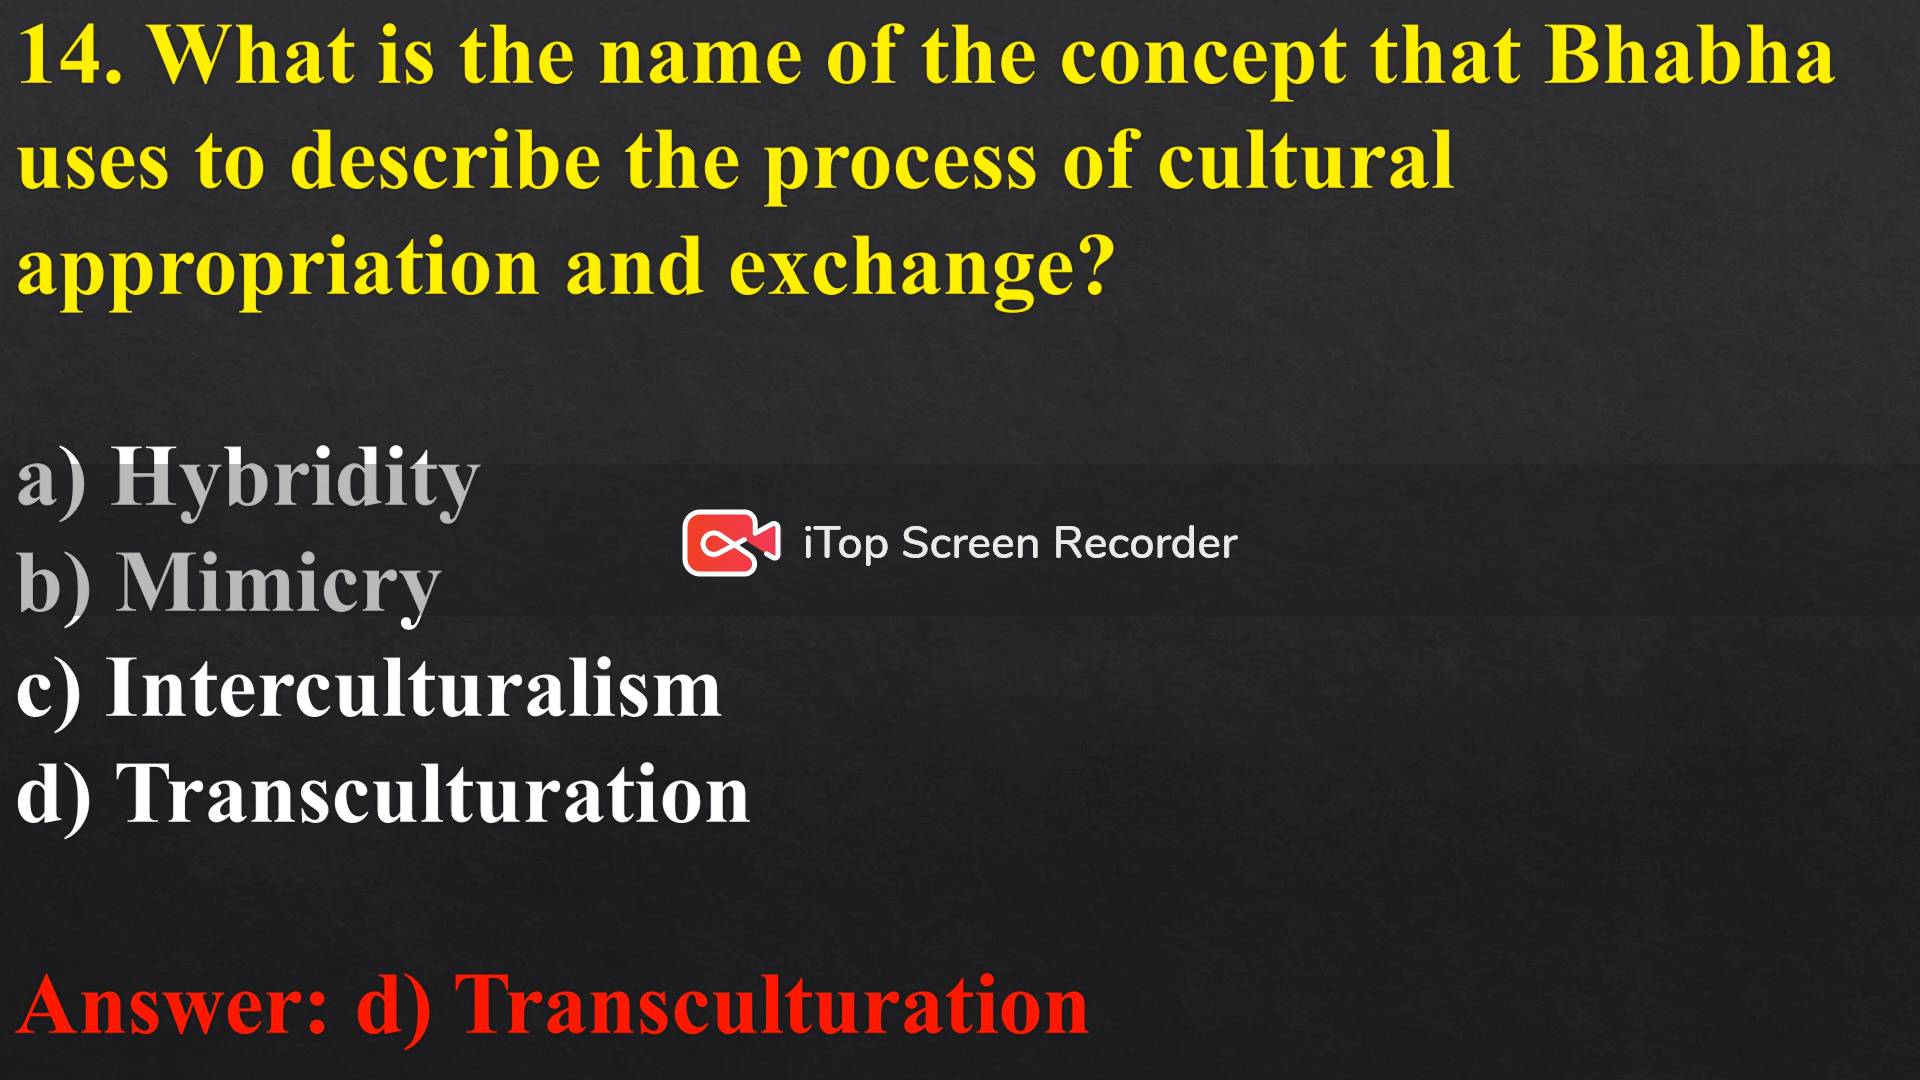 14. What is the name of the concept that Bhabha
uses to describe the process of cultural
appropriation and exchange?
a) Hybridity
b) Mimicry
iTop Screen Recorder
c) Interculturalism
d) Transculturation
Answer: d) Transculturation